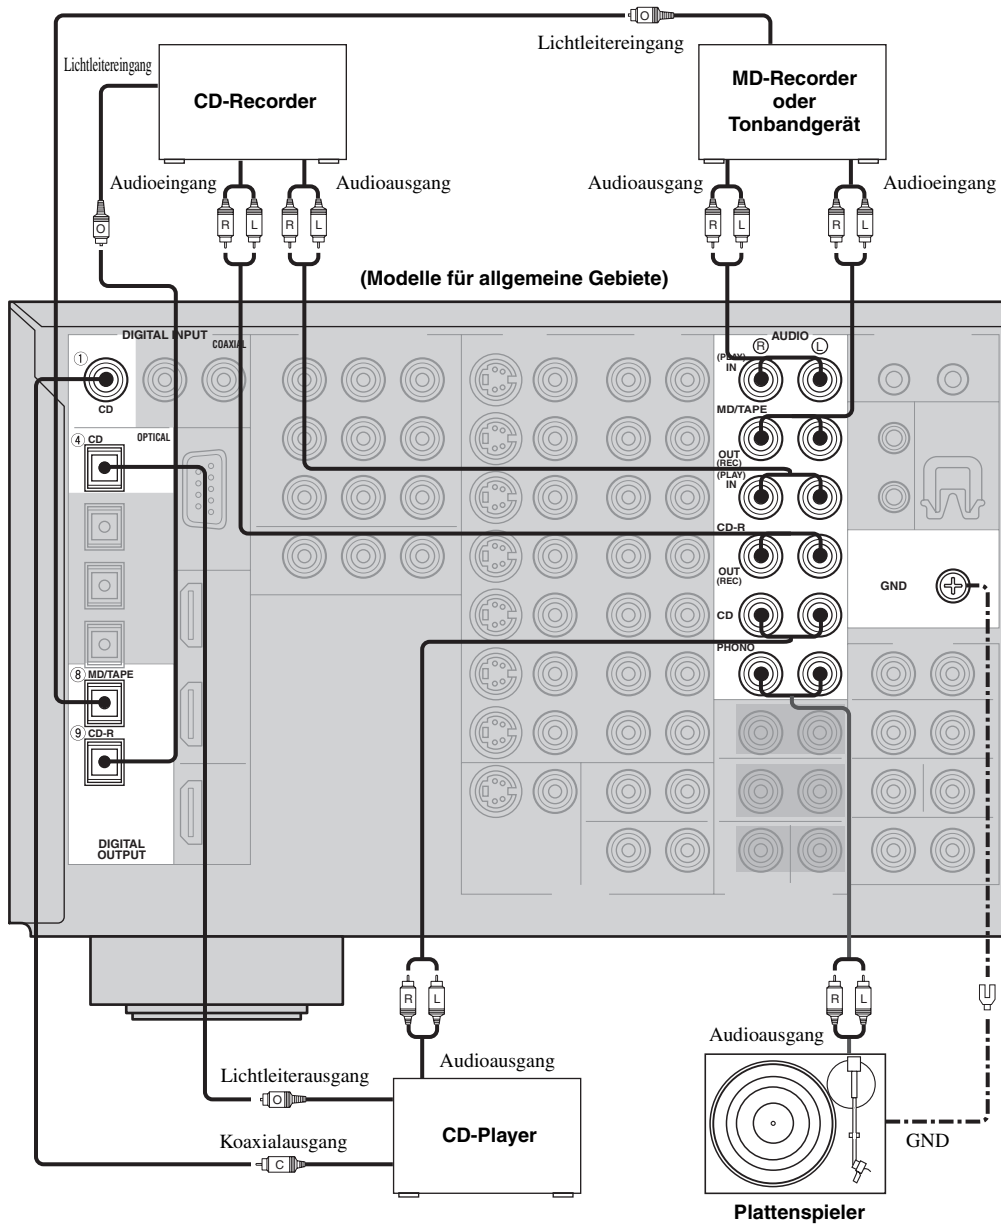 O
Lichtleitereingang
Lichtleitereingang
CD-Recorder
MD-Recorder
oder
Tonbandgerät
Audioeingang
Audioausgang
Audioausgang
Audioeingang
O
R L R L R L R L
(Modelle für allgemeine Gebiete)
DIGITAL INPUT
COAXIAL
AUDIO
R L
①
CD
(PLAY)
IN
MD/TAPE
④ CD
OPTICAL
OUT
(REC)
(PLAY)
IN
CD-R
OUT
(REC)
GND
CD
PHONO
⑧ MD/TAPE
⑨ CD-R
DIGITAL
OUTPUT
R L
R L
Audioausgang
Audioausgang
Lichtleiterausgang
O
Koaxialausgang
C
CD-Player
GND
Plattenspieler